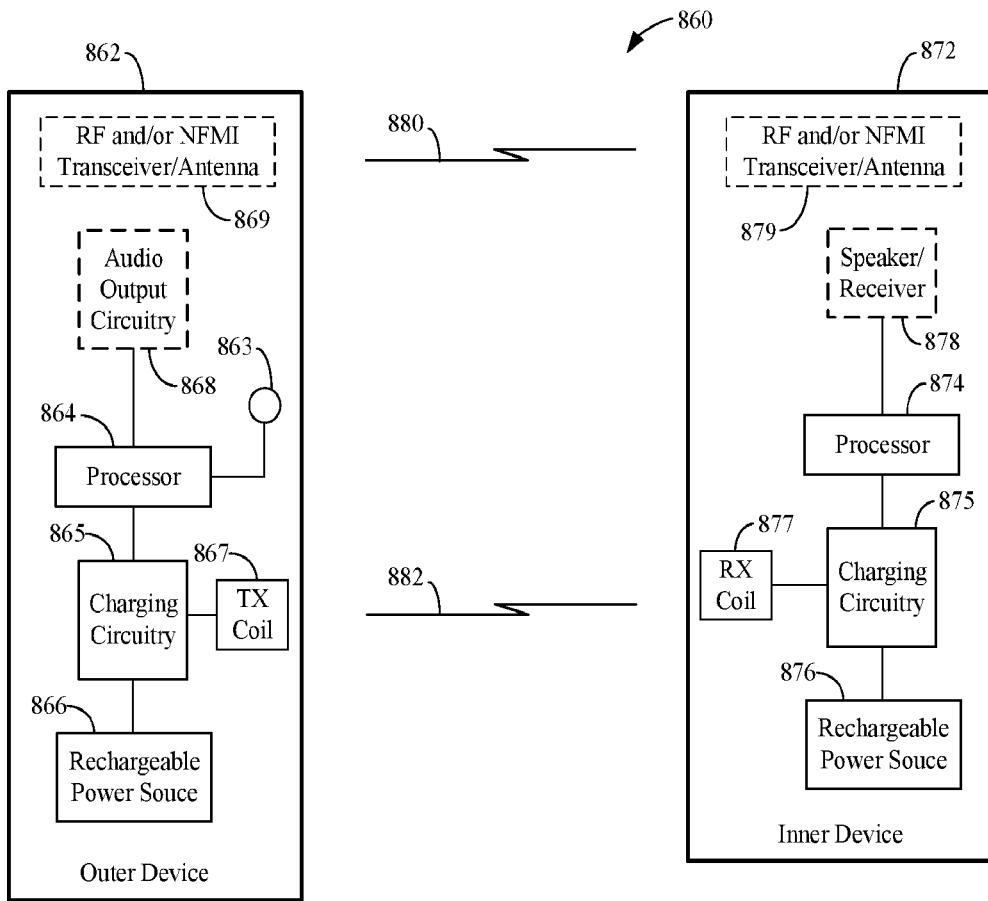 860
862
872
RF and/or NFMI
Transceiver/Antenna
869
880
RF and/or NFMI
Transceiver/Antenna
879
Audio
Output
Circuitry
868
863
Speaker/
Receiver
878
864
Processor
874
Processor
865
Charging
Circuitry
867
TX
Coil
882
877
RX
Coil
875
Charging
Circuitry
866
Rechargeable
Power Souce
876
Rechargeable
Power Souce
Outer Device
Inner Device